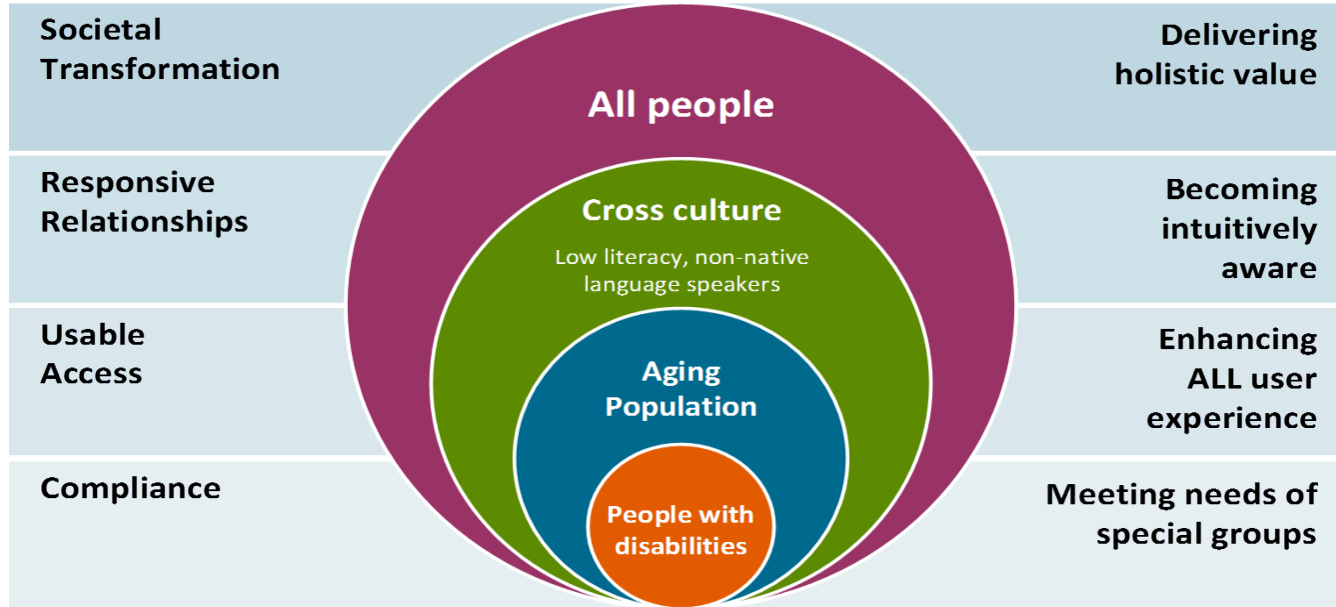 Societal
Transformation
All people
Delivering
holistic value
Responsive
Relationships
Cross culture
Low literacy, non-native
language speakers
Becoming
intuitively
aware
Usable
Access
Aging
Population
Enhancing
ALL user
experience
Compliance
People with
disabilities
Meeting needs of
special groups